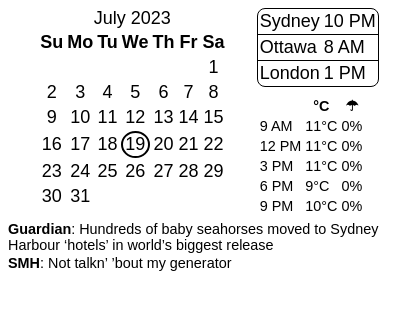 July 2023
Su Mo Tu We Th Fr Sa
1
2 3 4 5 6 7 8
9 10 11 12 13 14 15
16 17 18 19 20 21 22
23 24 25 26 27 28 29
30 31
Sydney 10 PM
Ottawa 8 AM
London 1 PM
°C ☂
9 AM 11°C 0%
12 PM 11°C 0%
3 PM 11°C 0%
6 PM 9°C 0%
9 PM 10°C 0%
Guardian: Hundreds of baby seahorses moved to Sydney
Harbour ‘hotels’ in world’s biggest release
SMH: Not talkn’ ’bout my generator